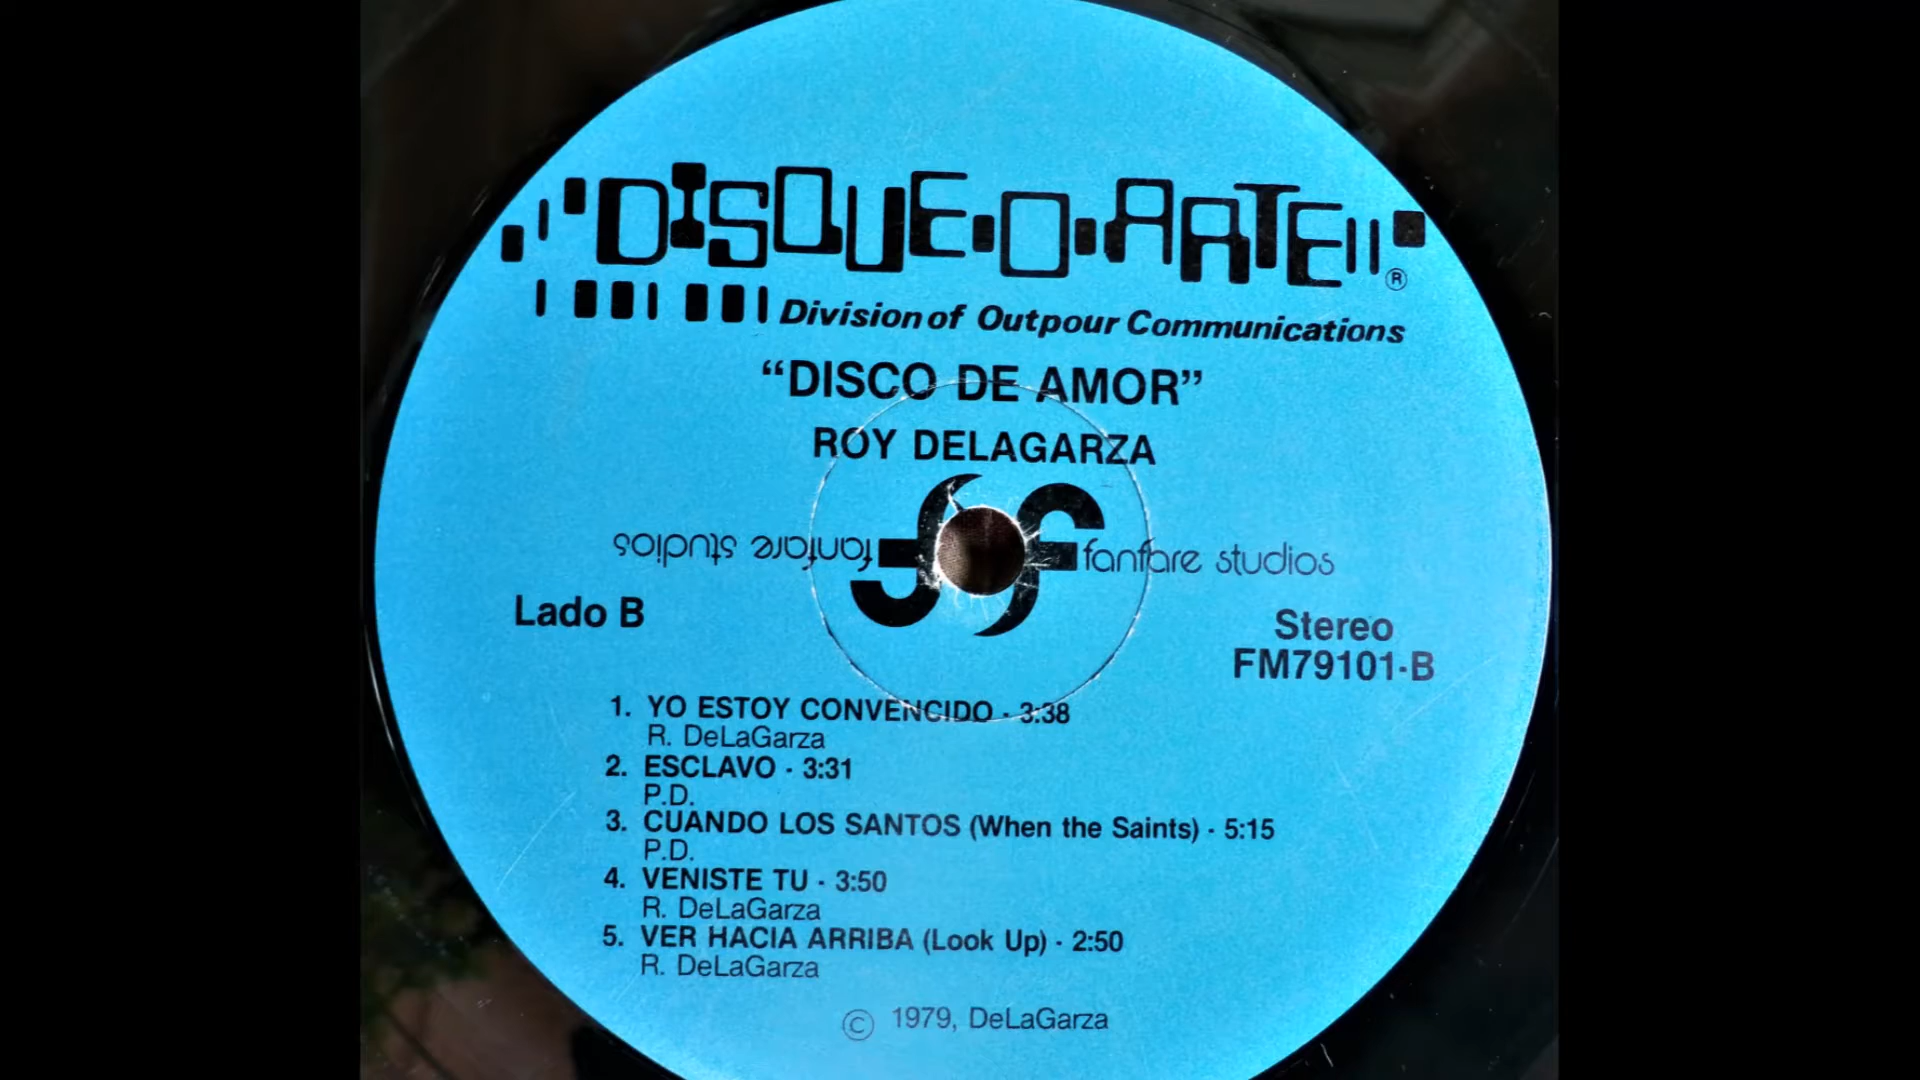 DISQUE·O·ARTE ®
Division of Outpour Communications
“DISCO DE AMOR”
ROY DELAGARZA
fanfare studios
fanfare studios
Lado B
Stereo
FM79101-B
1. YO ESTOY CONVENCIDO - 3:38
R. DeLaGarza
2. ESCLAVO - 3:31
P.D.
3. CUANDO LOS SANTOS (When the Saints) - 5:15
P.D.
4. VENISTE TU - 3:50
R. DeLaGarza
5. VER HACIA ARRIBA (Look Up) - 2:50
R. DeLaGarza
© 1979, DeLaGarza